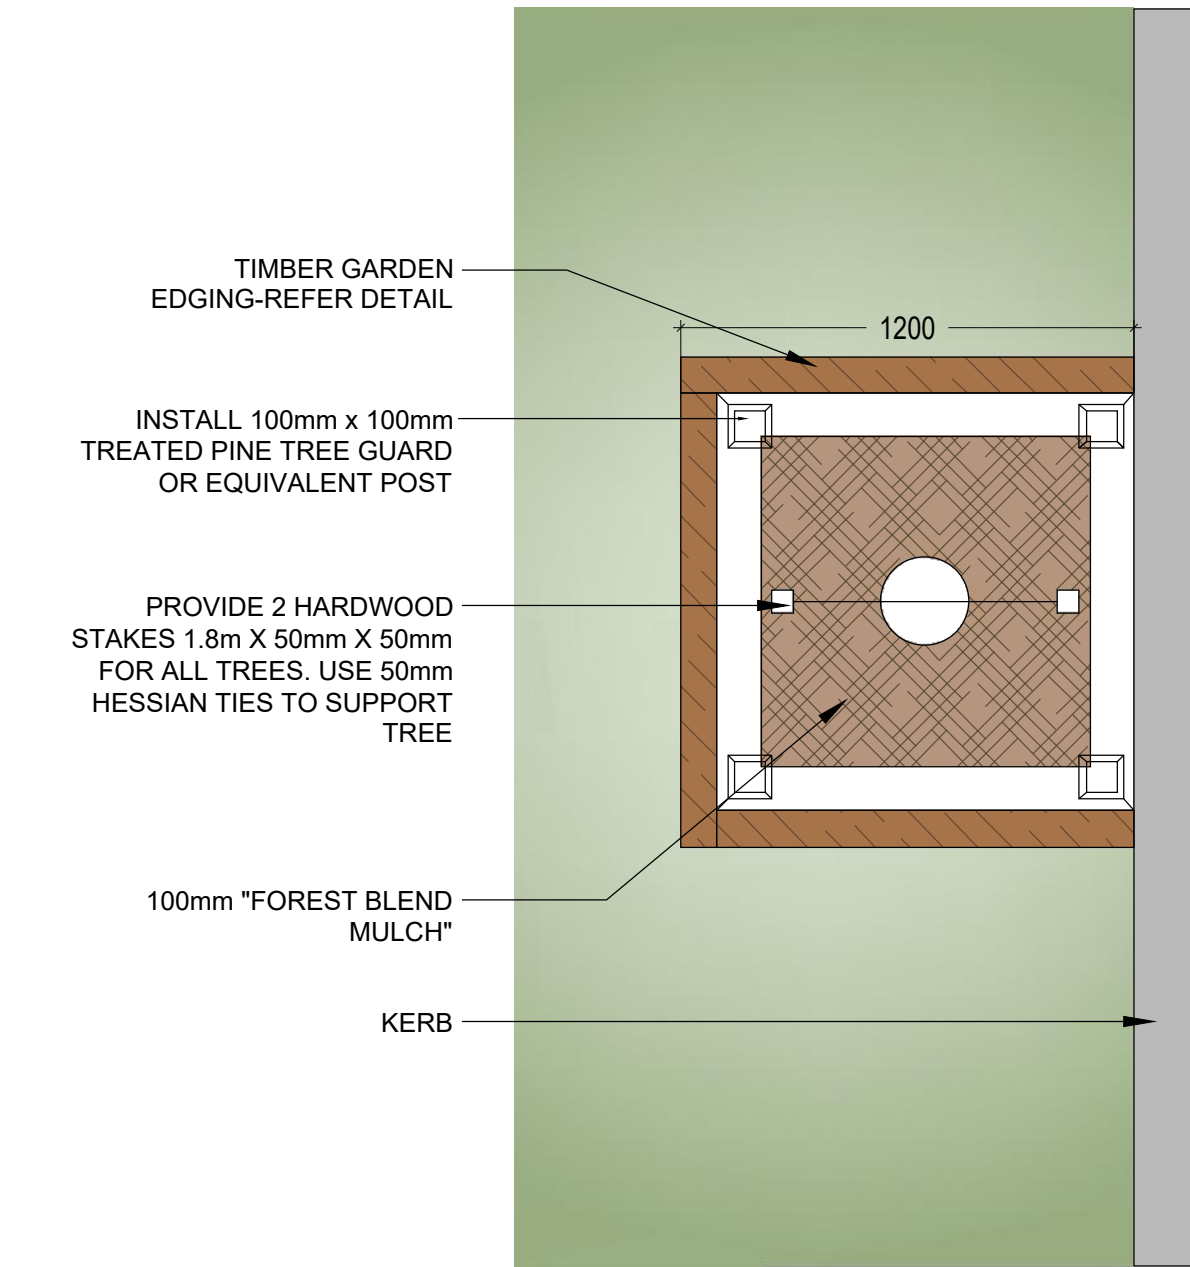 TIMBER GARDEN
EDGING-REFER DETAIL
1200
INSTALL 100mm x 100mm
TREATED PINE TREE GUARD
OR EQUIVALENT POST
PROVIDE 2 HARDWOOD
STAKES 1.8m X 50mm X 50mm
FOR ALL TREES. USE 50mm
HESSIAN TIES TO SUPPORT
TREE
100mm "FOREST BLEND
MULCH"
KERB